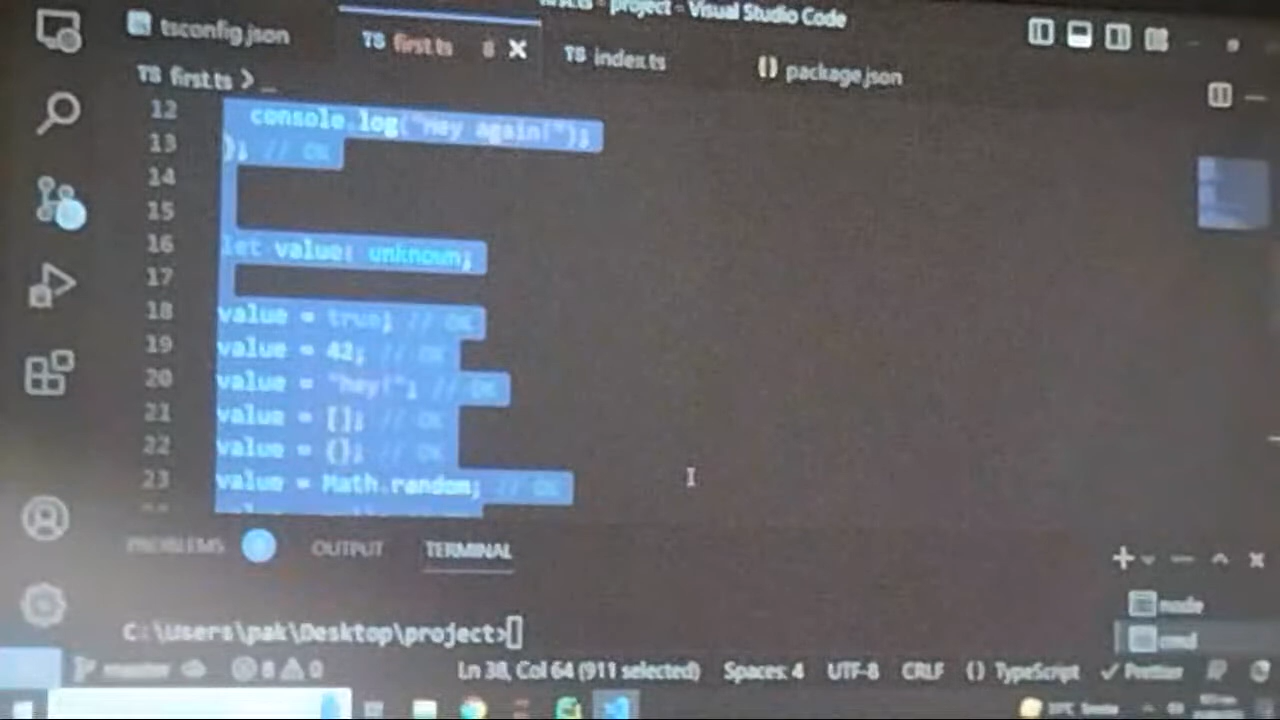 project - Visual Studio Code
tsconfig.json
TS first.ts 8 ×
TS index.ts
{} package.json
TS first.ts > ...
12 console.log("Hey again!");
13 ); // OK
14
15
16 let value: unknown;
17
18 value = true; // OK
19 value = 42; // OK
20 value = "hey!"; // OK
21 value = []; // OK
22 value = {}; // OK
23 value = Math.random; // OK
PROBLEMS
OUTPUT
TERMINAL
node
C:\Users\pak\Desktop\project>
cmd
master
8 0
Ln 38, Col 64 (911 selected)
Spaces: 4
UTF-8
CRLF
{} TypeScript
✓ Prettier